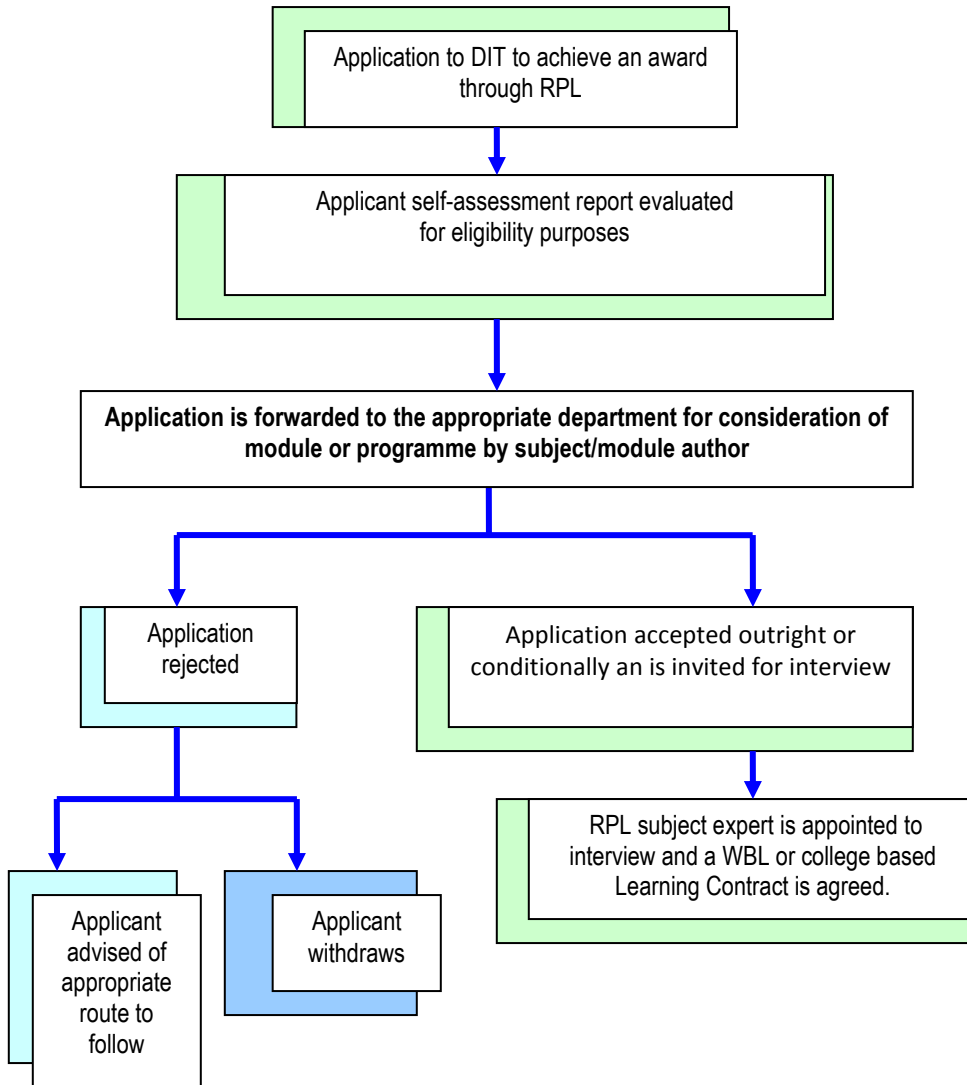 Application to DIT to achieve an award
through RPL
Applicant self-assessment report evaluated
for eligibility purposes
Application is forwarded to the appropriate department for consideration of
module or programme by subject/module author
Application
rejected
Application accepted outright or
conditionally an is invited for interview
RPL subject expert is appointed to
interview and a WBL or college based
Learning Contract is agreed.
Applicant
advised of
appropriate
route to
follow
Applicant
withdraws